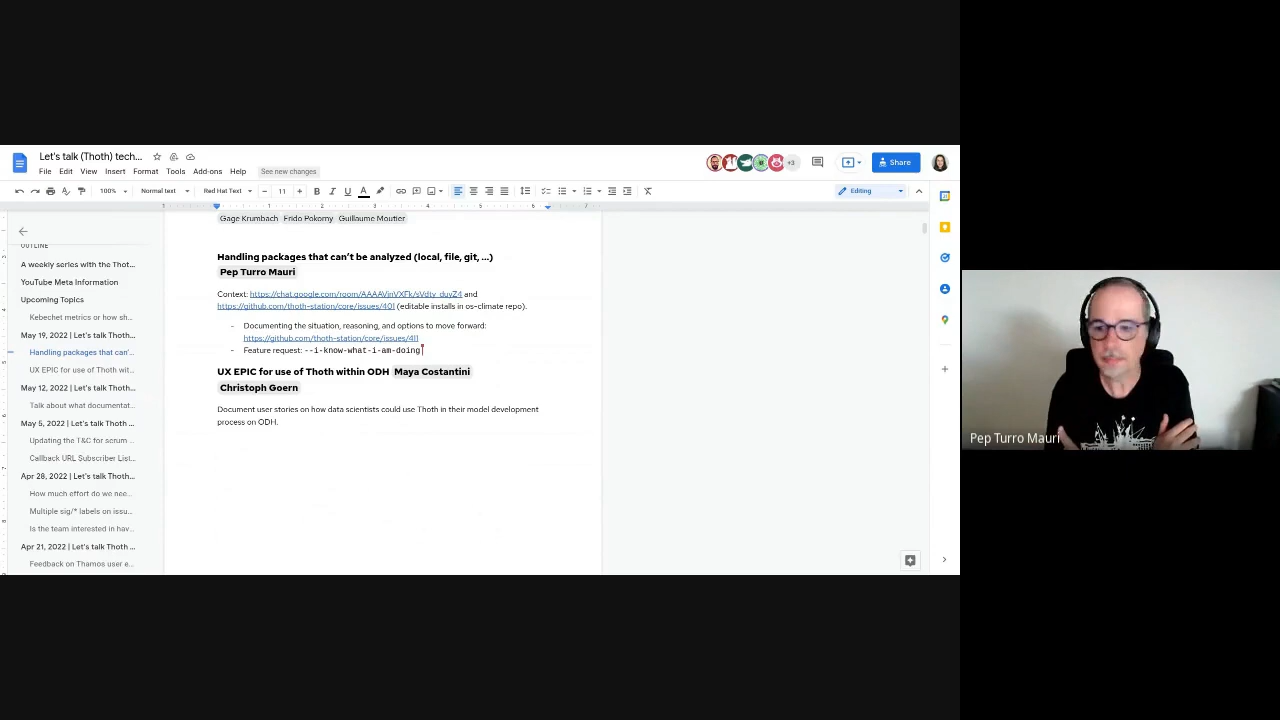 Let's talk (Thoth) tech...
File Edit View Insert Format Tools Add-ons Help See new changes
+3
Share
100% Normal text Red Hat Text 11 B I U A
Editing
1 1 2 3 4 5 6 7
Gage Krumbach Frido Pokorny Guillaume Moutier
OUTLINE
A weekly series with the Thot...
YouTube Meta Information
Upcoming Topics
Kebechet metrics or how sh...
May 19, 2022 | Let's talk Thoth...
Handling packages that can'...
UX EPIC for use of Thoth wit...
May 12, 2022 | Let's talk Thoth...
Talk about what documentat...
May 5, 2022 | Let's talk Thoth...
Updating the T&C for scrum ...
Callback URL Subscriber List...
Apr 28, 2022 | Let's talk Thoth...
How much effort do we nee...
Multiple sig/* labels on issu...
Is the team interested in hav...
Apr 21, 2022 | Let's talk Thoth ...
Feedback on Thamos user e...
Handling packages that can't be analyzed (local, file, git, ...)
Pep Turro Mauri
Context: and
https://github.com/thoth-station/core/issues/401 (editable installs in os-climate repo).
- Documenting the situation, reasoning, and options to move forward:
https://github.com/thoth-station/core/issues/411
- Feature request: --i-know-what-i-am-doing
UX EPIC for use of Thoth within ODH Maya Costantini
Christoph Goern
Document user stories on how data scientists could use Thoth in their model development
process on ODH.
Pep Turro Mauri